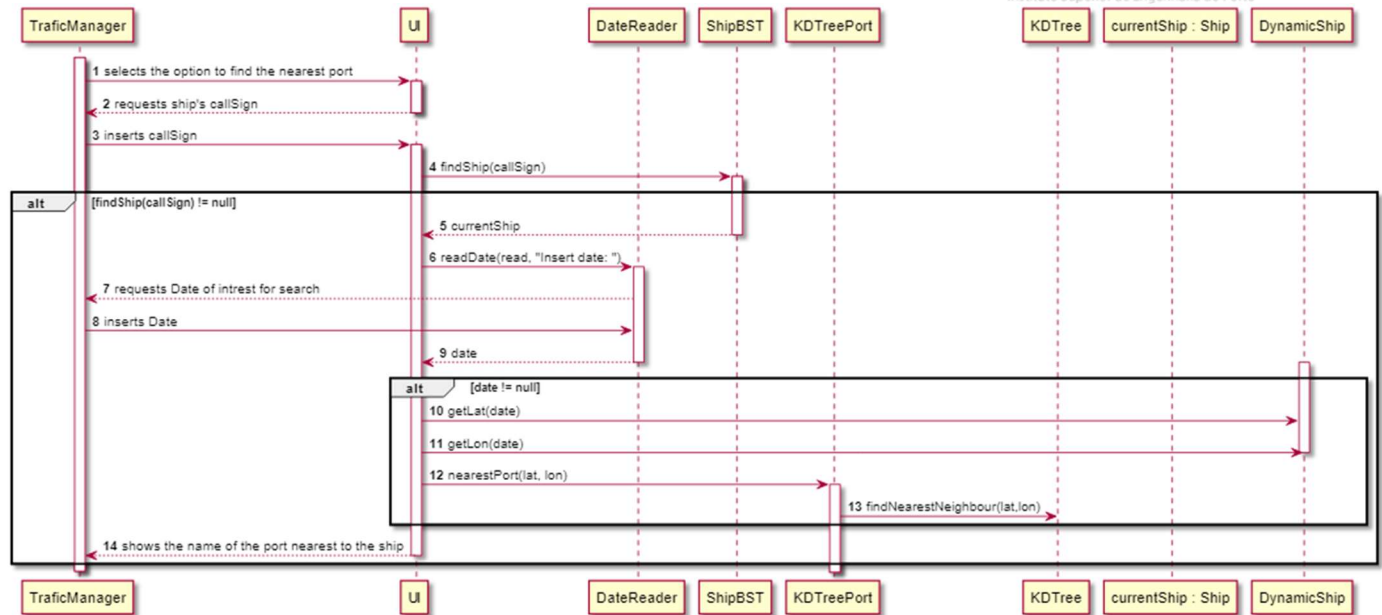 TraficManager
UI
DateReader
ShipBST
KDTreePort
KDTree
currentShip : Ship
DynamicShip
1 selects the option to find the nearest port
2 requests ship's callSign
3 inserts callSign
4 findShip(callSign)
alt
[findShip(callSign) != null]
5 currentShip
6 readDate(read, "Insert date: ")
7 requests Date of intrest for search
8 inserts Date
9 date
alt
[date != null]
10 getLat(date)
11 getLon(date)
12 nearestPort(lat, lon)
13 findNearestNeighbour(lat,lon)
14 shows the name of the port nearest to the ship
TraficManager
UI
DateReader
ShipBST
KDTreePort
KDTree
currentShip : Ship
DynamicShip